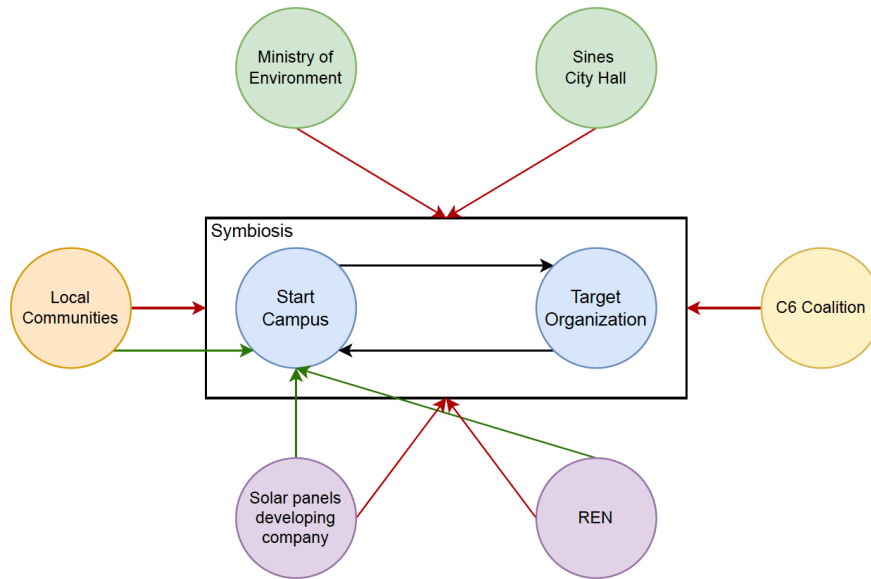 Ministry of
Environment
Sines
City Hall
Symbiosis
Local
Communities
Start
Campus
Target
Organization
C6 Coalition
Solar panels
developing
company
REN